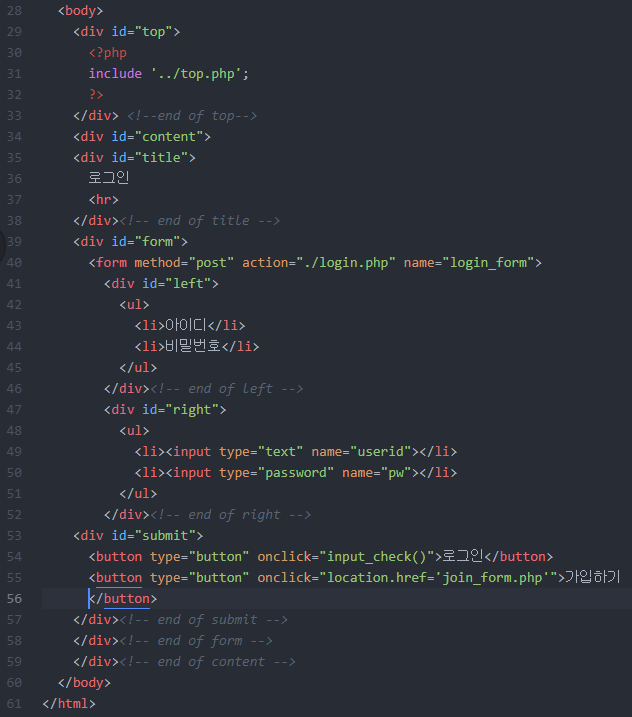 28   <body>
29     <div id="top">
30       <?php
31       include '../top.php';
32       ?>
33     </div> <!--end of top-->
34     <div id="content">
35     <div id="title">
36       로그인
37       <hr>
38     </div><!-- end of title -->
39     <div id="form">
40       <form method="post" action="./login.php" name="login_form">
41         <div id="left">
42           <ul>
43             <li>아이디</li>
44             <li>비밀번호</li>
45           </ul>
46         </div><!-- end of left -->
47         <div id="right">
48           <ul>
49             <li><input type="text" name="userid"></li>
50             <li><input type="password" name="pw"></li>
51           </ul>
52         </div><!-- end of right -->
53     <div id="submit">
54       <button type="button" onclick="input_check()">로그인</button>
55       <button type="button" onclick="location.href='join_form.php'">가입하기
56       </button>
57     </div><!-- end of submit -->
58     </div><!-- end of form -->
59     </div><!-- end of content -->
60   </body>
61 </html>